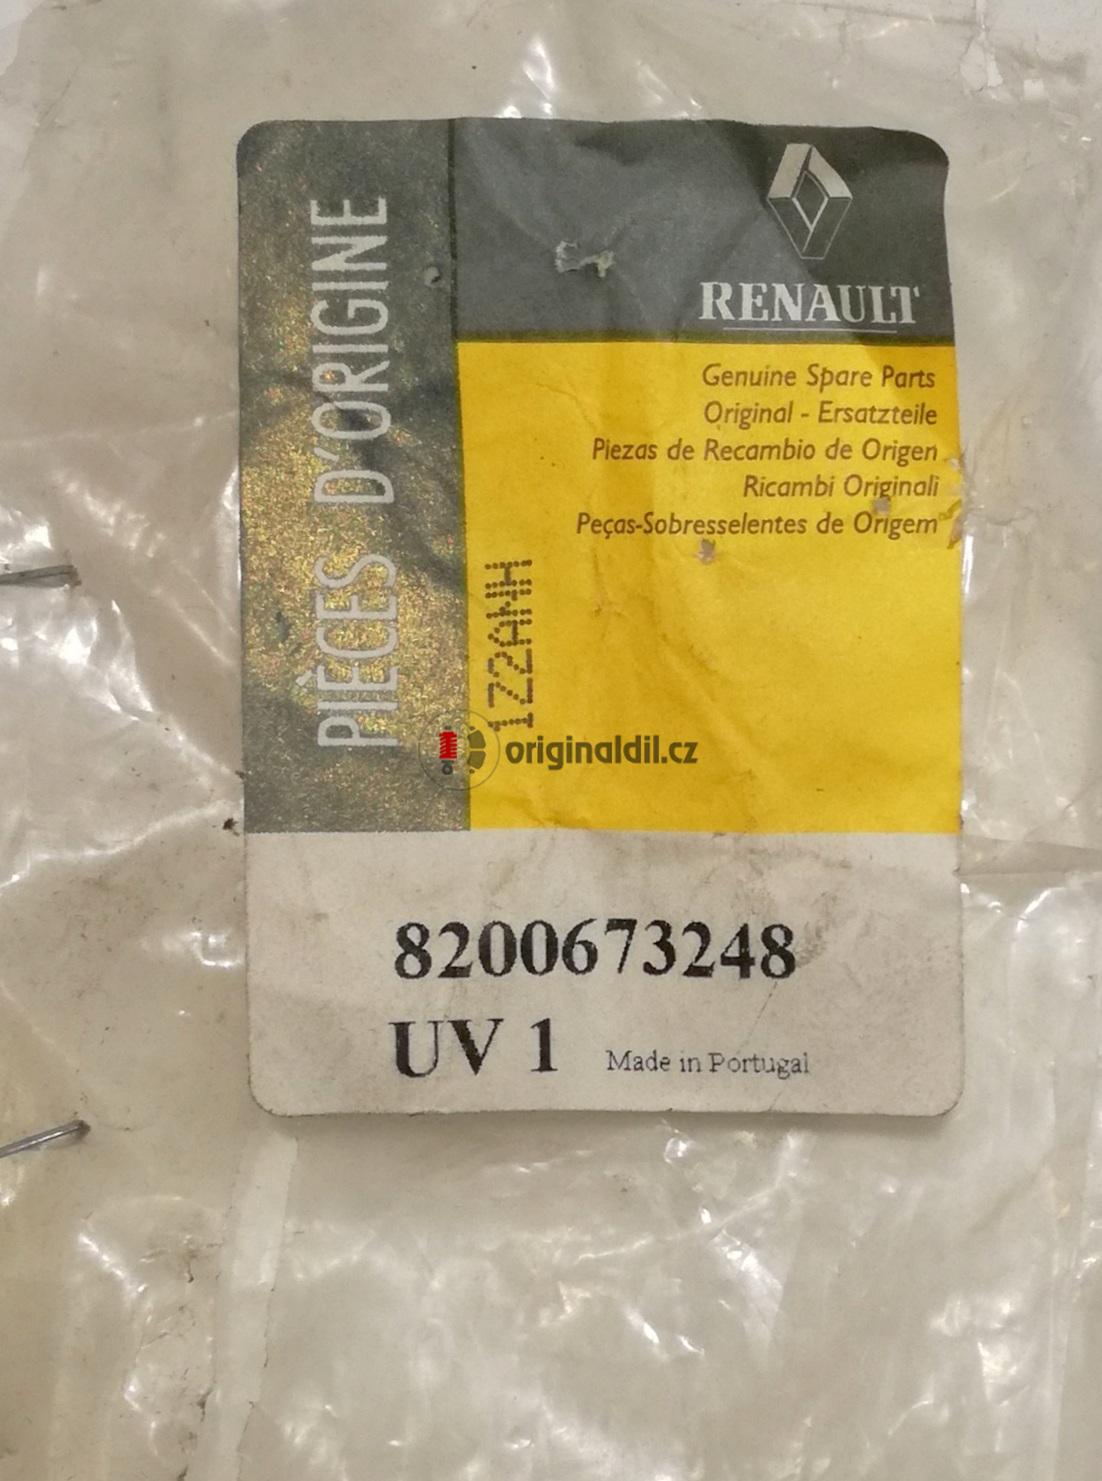 PIÈCES D'ORIGINE
RENAULT
Genuine Spare Parts
Original - Ersatzteile
Piezas de Recambio de Origen
Ricambi Originali
Peças-Sobresselentes de Origem
1Z2AHH
originaldil.cz
8200673248
UV 1
Made in Portugal